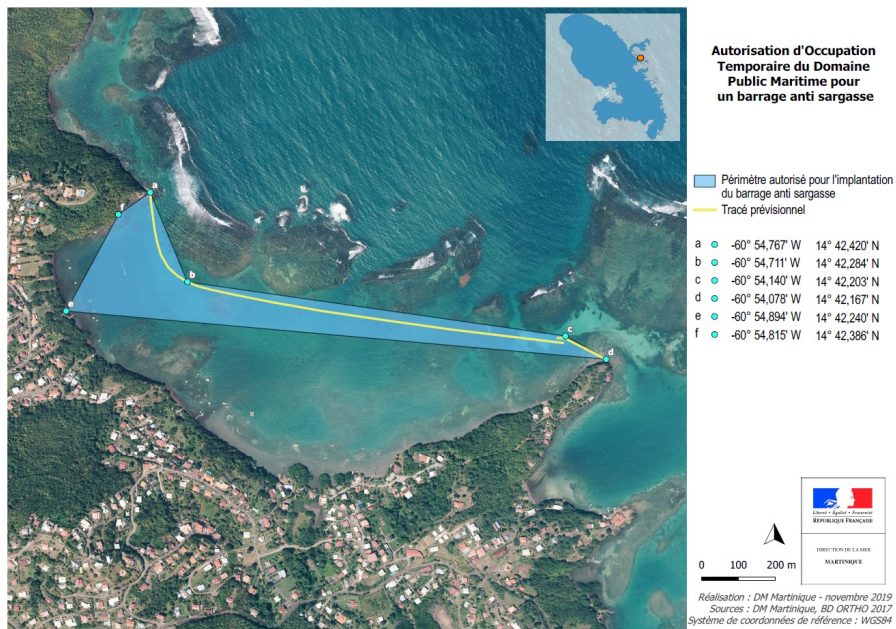 Autorisation d'Occupation
Temporaire du Domaine
Public Maritime pour
un barrage anti sargasse
Périmètre autorisé pour l'implantation
du barrage anti sargasse
Tracé prévisionnel
a -60° 54,767' W 14° 42,420' N
b -60° 54,711' W 14° 42,284' N
c -60° 54,140' W 14° 42,203' N
d -60° 54,078' W 14° 42,167' N
e -60° 54,894' W 14° 42,240' N
f -60° 54,815' W 14° 42,386' N
a
f
b
e
c
d
Liberté • Égalité • Fraternité
RÉPUBLIQUE FRANÇAISE
DIRECTION DE LA MER
MARTINIQUE
0 100 200 m
Réalisation : DM Martinique - novembre 2019
Sources : DM Martinique, BD ORTHO 2017
Système de coordonnées de référence : WGS84